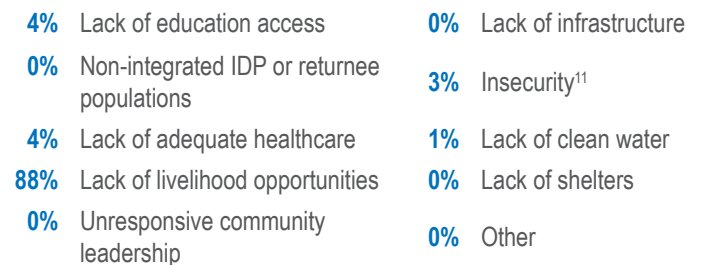 4% Lack of education access
0% Non-integrated IDP or returnee
populations
4% Lack of adequate healthcare
88% Lack of livelihood opportunities
0% Unresponsive community
leadership
0% Lack of infrastructure
3% Insecurity¹¹
1% Lack of clean water
0% Lack of shelters
0% Other